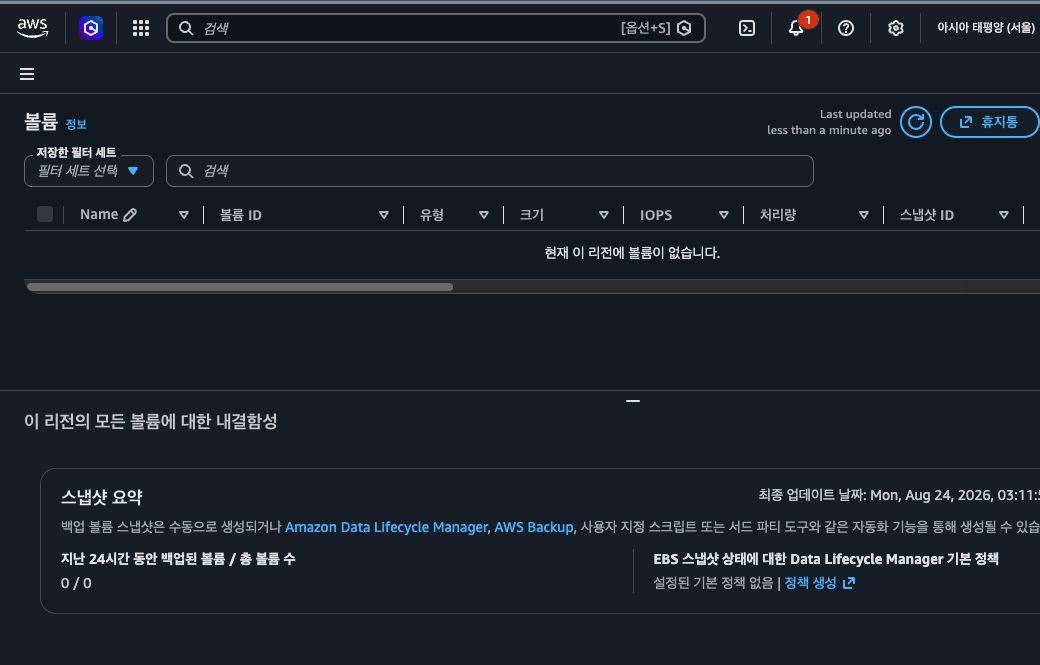 aws
검색
[옵션+S]
1
아시아 태평양 (서울)
볼륨 정보
Last updated
less than a minute ago
휴지통
저장한 필터 세트
필터 세트 선택
검색
Name 볼륨 ID 유형 크기 IOPS 처리량 스냅샷 ID
현재 이 리전에 볼륨이 없습니다.
이 리전의 모든 볼륨에 대한 내결함성
스냅샷 요약
최종 업데이트 날짜: Mon, Aug 24, 2026, 03:11:5
백업 볼륨 스냅샷은 수동으로 생성되거나 Amazon Data Lifecycle Manager, AWS Backup, 사용자 지정 스크립트 또는 서드 파티 도구와 같은 자동화 기능을 통해 생성될 수 있습
지난 24시간 동안 백업된 볼륨 / 총 볼륨 수
0 / 0
EBS 스냅샷 상태에 대한 Data Lifecycle Manager 기본 정책
설정된 기본 정책 없음 | 정책 생성